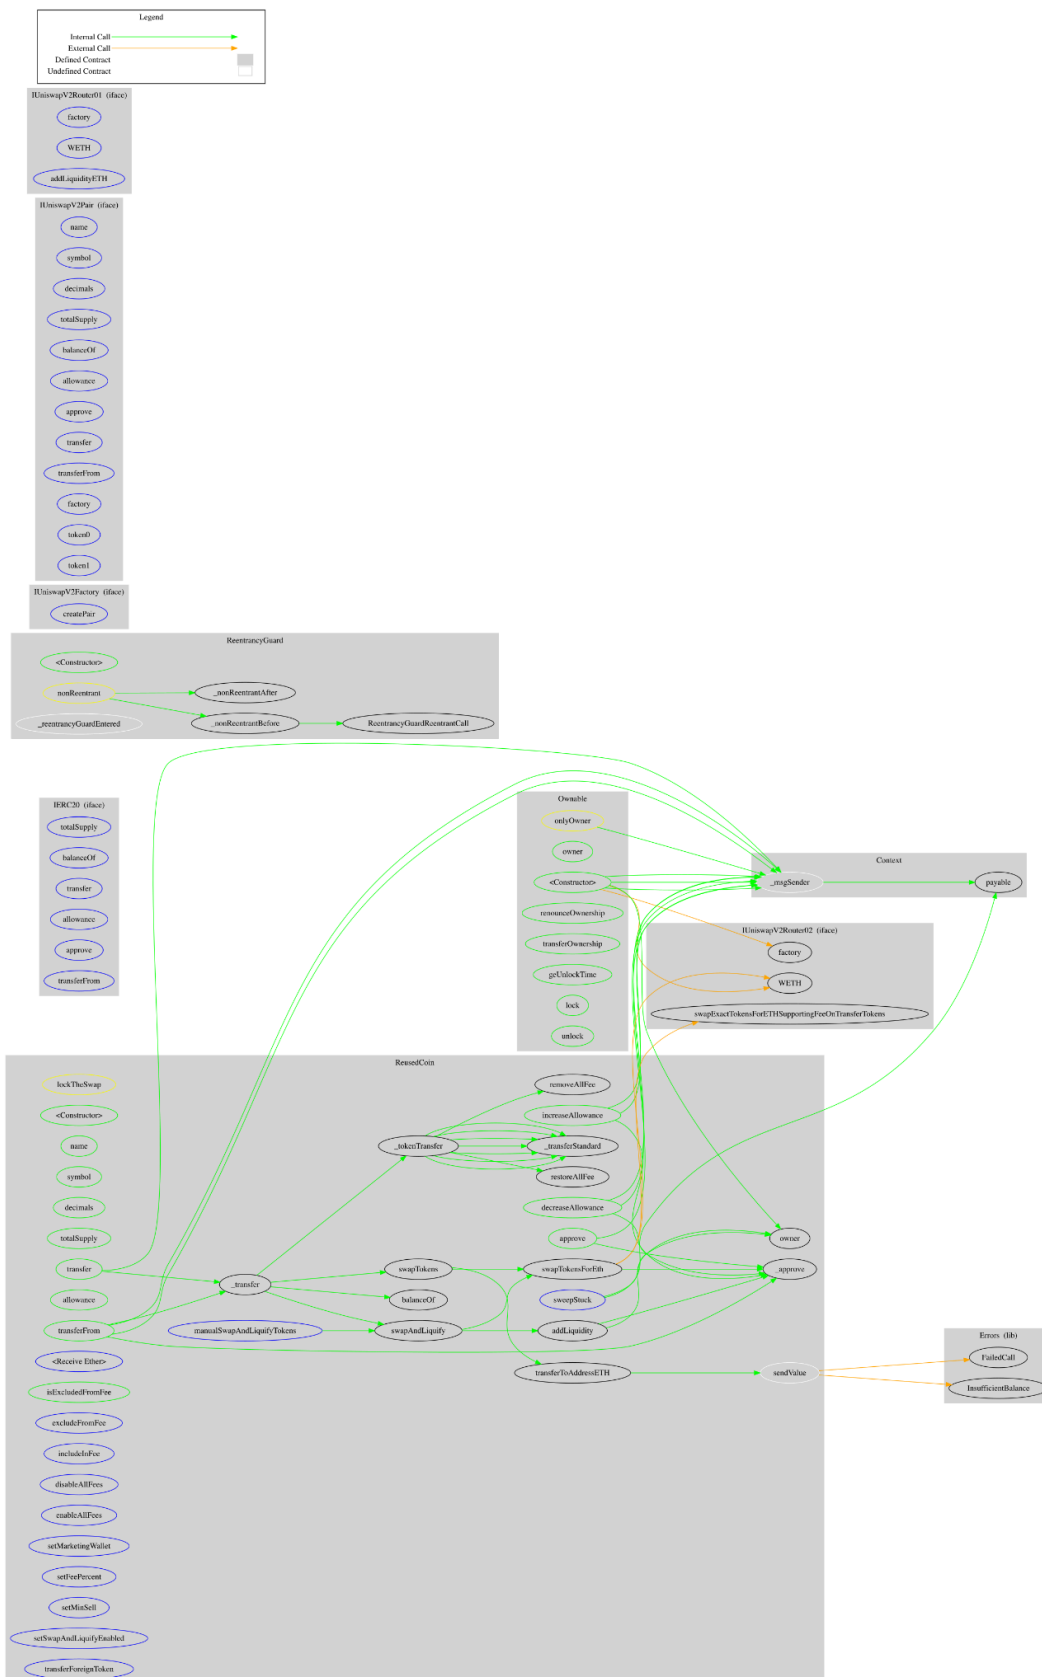 Legend
Internal Call
External Call
Defined Contract
Undefined Contract
IUniswapV2Router01 (iface)
factory
WETH
addLiquidityETH
IUniswapV2Pair (iface)
name
symbol
decimals
totalSupply
balanceOf
allowance
approve
transfer
transferFrom
factory
token0
token1
IUniswapV2Factory (iface)
createPair
ReentrancyGuard
<Constructor>
nonReentrant
_nonReentrantAfter
_reentrancyGuardEntered
_nonReentrantBefore
ReentrancyGuardReentrantCall
IERC20 (iface)
totalSupply
balanceOf
transfer
allowance
approve
transferFrom
Ownable
onlyOwner
owner
<Constructor>
renounceOwnership
transferOwnership
geUnlockTime
lock
unlock
Context
_msgSender
payable
IUniswapV2Router02 (iface)
factory
WETH
swapExactTokensForETHSupportingFeeOnTransferTokens
ReusedCoin
lockTheSwap
<Constructor>
name
symbol
decimals
totalSupply
transfer
allowance
transferFrom
<Receive Ether>
isExcludedFromFee
excludeFromFee
includeInFee
disableAllFees
enableAllFees
setMarketingWallet
setFeePercent
setMinSell
setSwapAndLiquifyEnabled
transferForeignToken
_transfer
manualSwapAndLiquifyTokens
_tokenTransfer
swapTokens
balanceOf
swapAndLiquify
removeAllFee
increaseAllowance
_transferStandard
restoreAllFee
decreaseAllowance
approve
swapTokensForEth
sweepStuck
addLiquidity
transferToAddressETH
owner
_approve
sendValue
Errors (lib)
FailedCall
InsufficientBalance